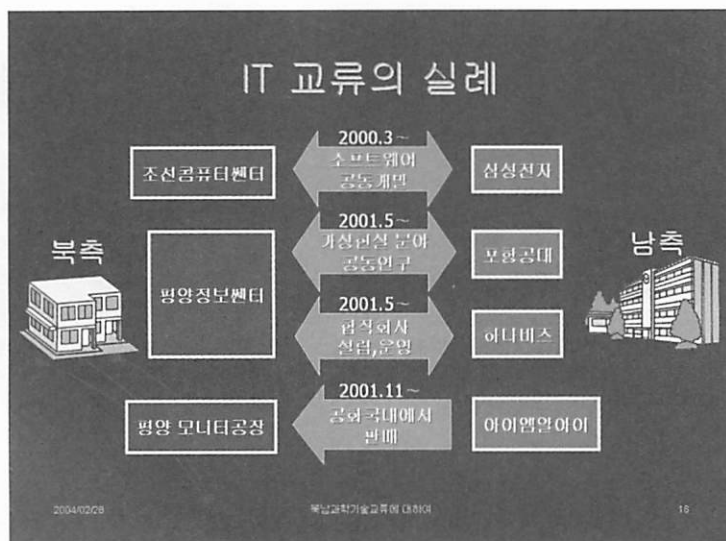 IT 교류의 실례
북측
남측
조선콤퓨터쎈터
2000.3~
소프트웨어
공동개발
삼성전자
평양정보쎈터
2001.5~
가상현실 분야
공동연구
포항공대
2001.5~
합작회사
설립,운영
하나비즈
평양 모니터공장
2001.11~
공화국내에서
판매
아이엠알아이
2004/02/26
북남과학기술교류에 대하여
16